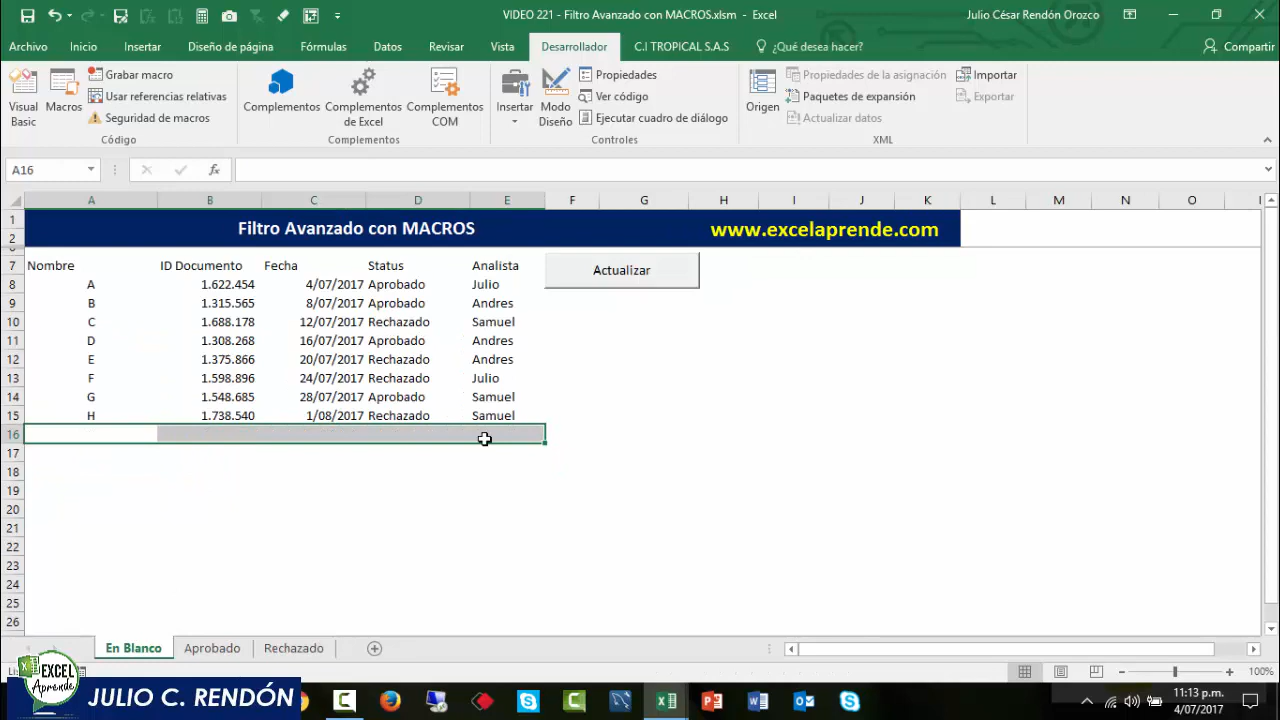 VIDEO 221 - Filtro Avanzado con MACROS.xlsm - Excel
Julio César Rendón Orozco
Archivo Inicio Insertar Diseño de página Fórmulas Datos Revisar Vista Desarrollador C.I TROPICAL S.A.S ¿Qué desea hacer? Compartir
Visual Basic
Macros
Grabar macro
Usar referencias relativas
Seguridad de macros
Código
Complementos
Complementos de Excel
Complementos COM
Complementos
Insertar
Modo Diseño
Propiedades
Ver código
Ejecutar cuadro de diálogo
Controles
Origen
Propiedades de la asignación
Paquetes de expansión
Actualizar datos
Importar
Exportar
XML
A16
fx
A B C D E F G H I J K L M N O
1
2
Filtro Avanzado con MACROS www.excelaprende.com
7 Nombre ID Documento Fecha Status Analista
Actualizar
8 A 1.622.454 4/07/2017 Aprobado Julio
9 B 1.315.565 8/07/2017 Aprobado Andres
10 C 1.688.178 12/07/2017 Rechazado Samuel
11 D 1.308.268 16/07/2017 Aprobado Andres
12 E 1.375.866 20/07/2017 Rechazado Andres
13 F 1.598.896 24/07/2017 Rechazado Julio
14 G 1.548.685 28/07/2017 Aprobado Samuel
15 H 1.738.540 1/08/2017 Rechazado Samuel
16
17
18
19
20
21
22
23
24
25
26
En Blanco Aprobado Rechazado
100%
EXCEL
Aprende
JULIO C. RENDÓN
11:13 p.m.
4/07/2017